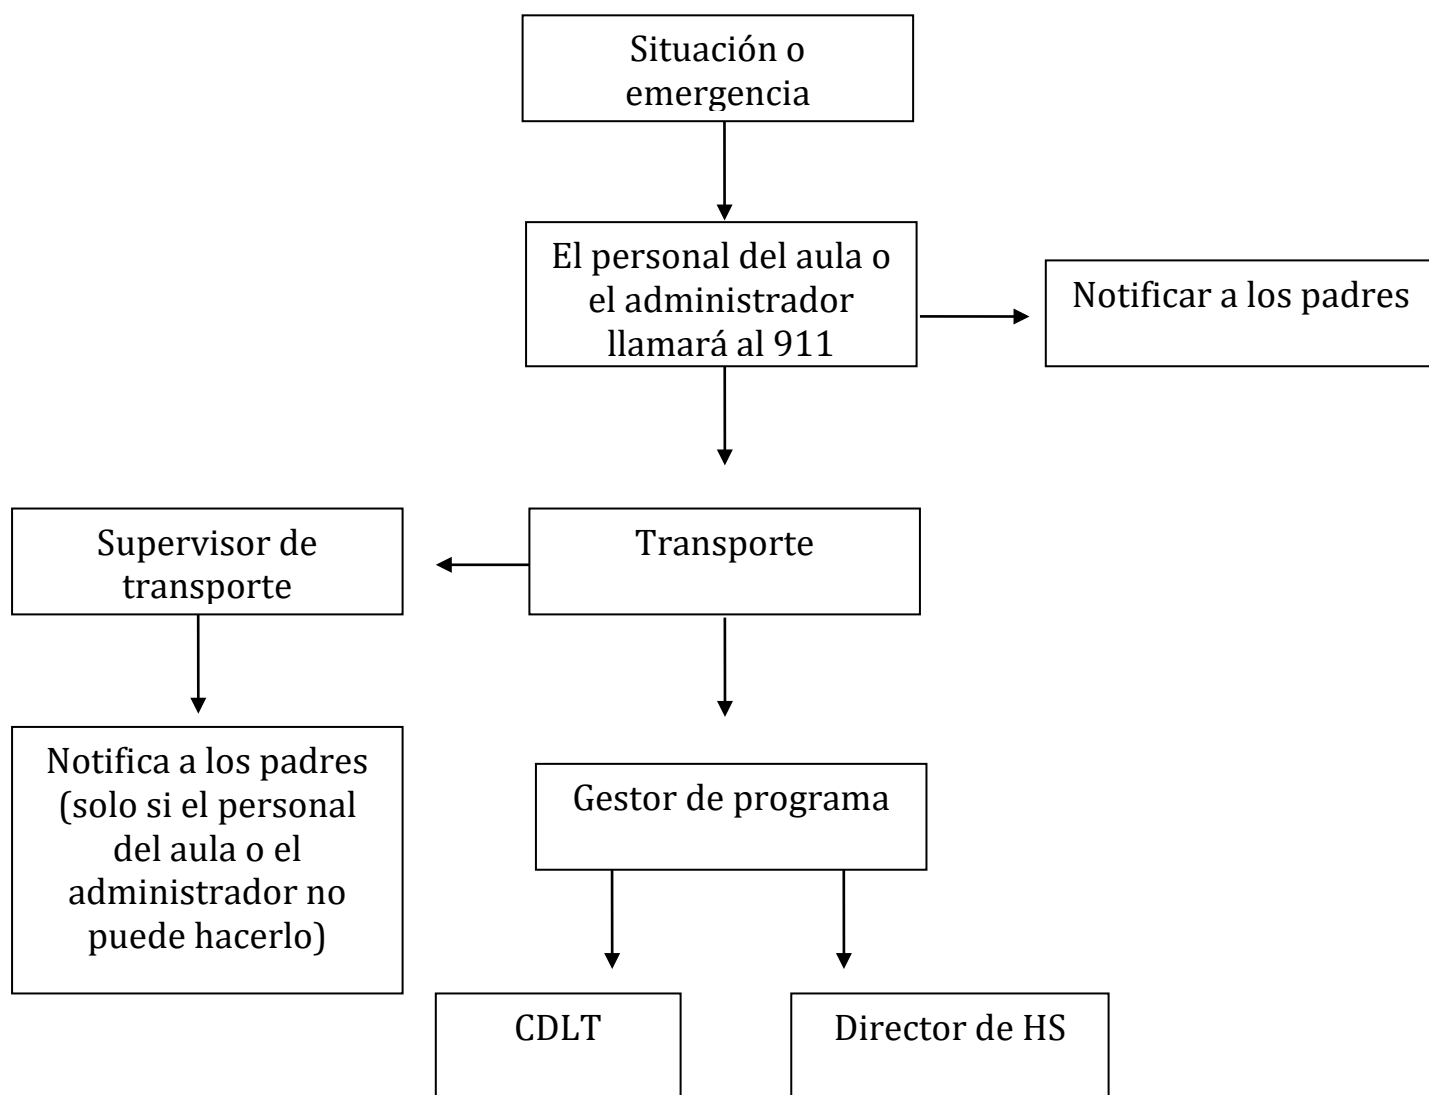 Situación o
emergencia
El personal del aula o
el administrador
llamará al 911
Notificar a los padres
Supervisor de
transporte
Transporte
Notifica a los padres
(solo si el personal
del aula o el
administrador no
puede hacerlo)
Gestor de programa
CDLT
Director de HS